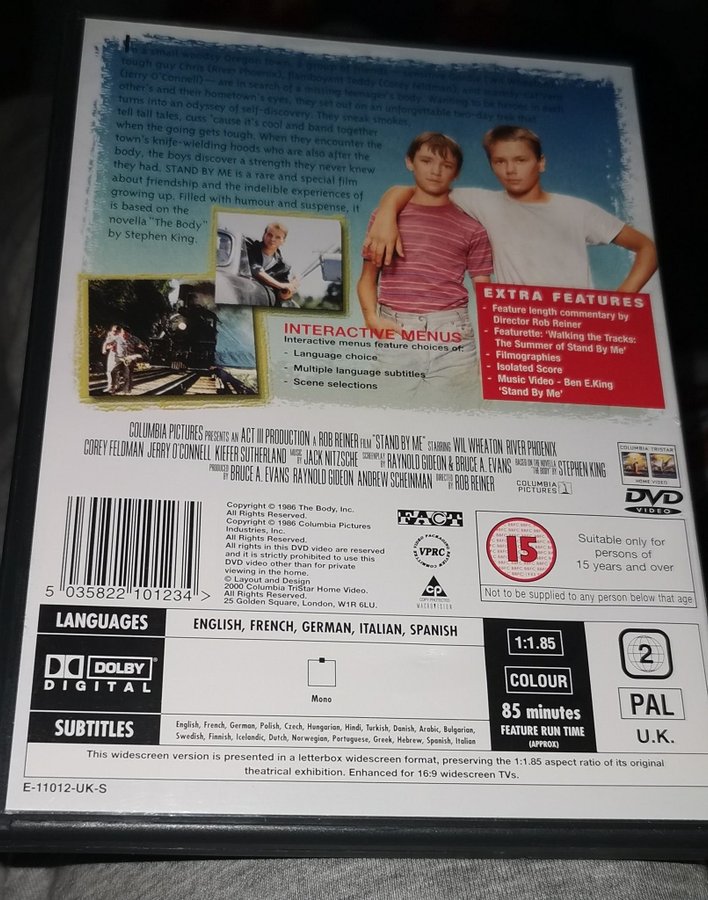 a small woodsy Oregon town,
tough guy Chris (River Phoenix), flamboyant Teddy (Corey Feldman), and
(Jerry O'Connell)— are in search of a missing teenager's body. Wanting to be heroes in each
other's and their hometown's eyes, they set out on an unforgettable two-day trek that
turns into an odyssey of self-discovery. They sneak smokes,
tell tall tales, cuss 'cause it's cool and band together
when the going gets tough. When they encounter the
town's knife-wielding hoods who are also after the
body, the boys discover a strength they never knew
they had. STAND BY ME is a rare and special film
about friendship and the indelible experiences of
growing up. Filled with humour and suspense, it
is based on the
novella "The Body"
by Stephen King.
EXTRA FEATURES
- Feature length commentary by
Director Rob Reiner
- Featurette: 'Walking the Tracks:
The Summer of Stand By Me'
- Filmographies
- Isolated Score
- Music Video - Ben E.King
'Stand By Me'
INTERACTIVE MENUS
Interactive menus feature choices of:
- Language choice
- Multiple language subtitles
- Scene selections
COLUMBIA PICTURES PRESENTS AN ACT III PRODUCTION A ROB REINER FILM "STAND BY ME" STARRING WIL WHEATON RIVER PHOENIX
COREY FELDMAN JERRY O'CONNELL KIEFER SUTHERLAND MUSIC BY JACK NITZSCHE SCREENPLAY BY RAYNOLD GIDEON & BRUCE A. EVANS BASED ON THE NOVELLA "THE BODY" BY STEPHEN KING
PRODUCED BY BRUCE A. EVANS RAYNOLD GIDEON ANDREW SCHEINMAN DIRECTED BY ROB REINER
COLUMBIA PICTURES
COLUMBIA TRISTAR
HOME VIDEO
DVD
VIDEO
5 035822 101234 >
Copyright © 1986 The Body, Inc.
All Rights Reserved.
Copyright © 1986 Columbia Pictures
Industries, Inc.
All Rights Reserved.
All rights in this DVD video are reserved
and it is strictly prohibited to use this
DVD video other than for private
viewing in the home.
© Layout and Design
2000 Columbia TriStar Home Video.
All Rights Reserved.
25 Golden Square, London, W1R 6LU.
FACT
VIDEO PACKAGING REVIEW COMMITTEE
VPRC
CP
COPY PROTECTED
MACROVISION
15
Suitable only for
persons of
15 years and over
Not to be supplied to any person below that age
LANGUAGES
ENGLISH, FRENCH, GERMAN, ITALIAN, SPANISH
DOLBY
DIGITAL
Mono
SUBTITLES
English, French, German, Polish, Czech, Hungarian, Hindi, Turkish, Danish, Arabic, Bulgarian,
Swedish, Finnish, Icelandic, Dutch, Norwegian, Portuguese, Greek, Hebrew, Spanish, Italian
1:1.85
COLOUR
85 minutes
FEATURE RUN TIME
(APPROX)
2
PAL
U.K.
This widescreen version is presented in a letterbox widescreen format, preserving the 1:1.85 aspect ratio of its original
theatrical exhibition. Enhanced for 16:9 widescreen TVs.
E-11012-UK-S